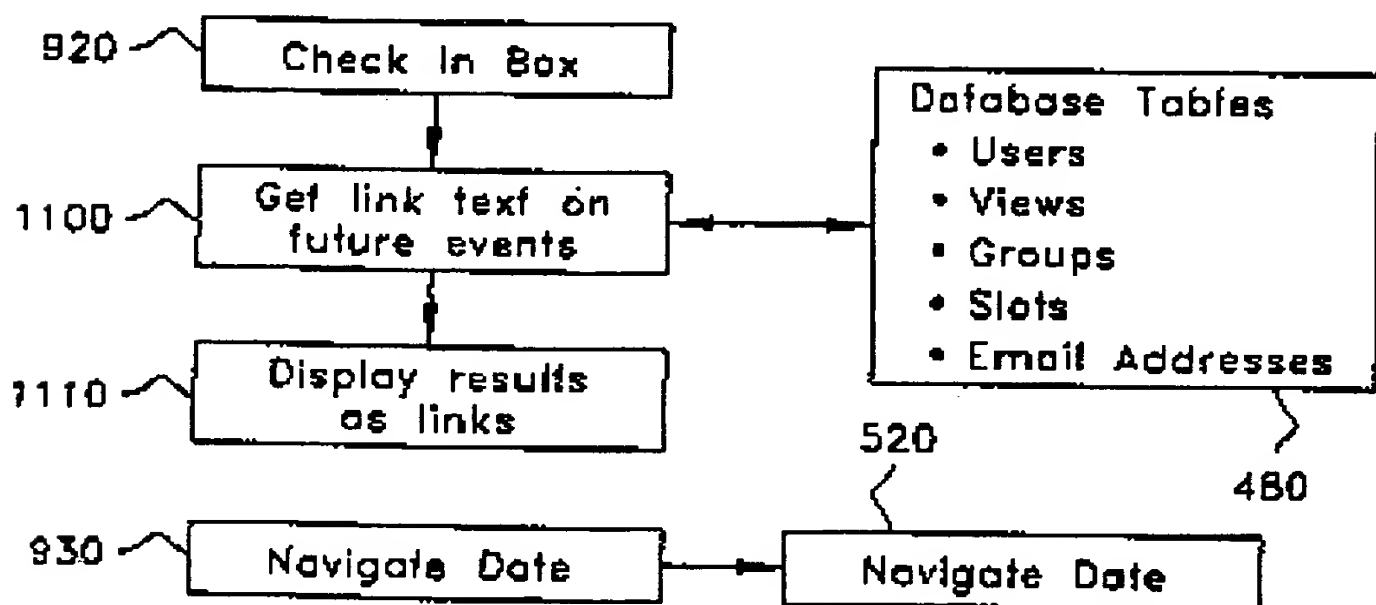 920
Check In Box
1100
Get link text on
future events
1110
Display results
as links
Database Tables
• Users
• Views
• Groups
• Slots
• Email Addresses
480
930
Navigate Date
520
Navigate Date